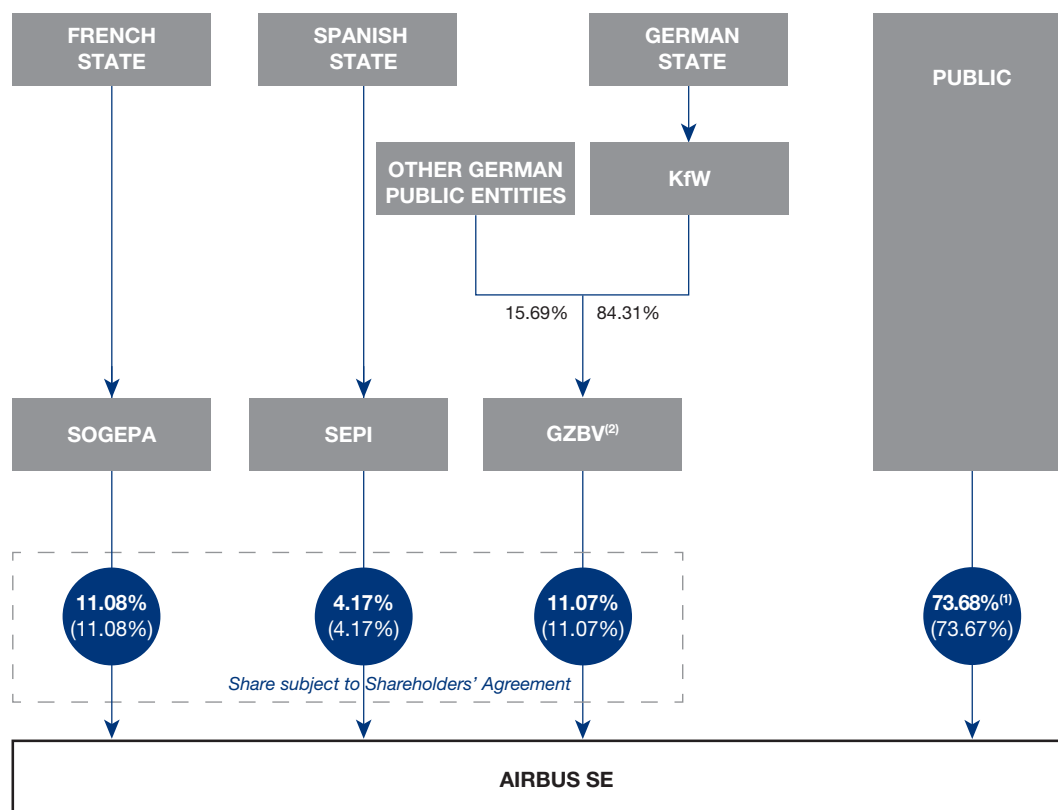 FRENCH
STATE
SPANISH
STATE
GERMAN
STATE
PUBLIC
OTHER GERMAN
PUBLIC ENTITIES
KfW
15.69%
84.31%
SOGEPA
SEPI
GZBV(2)
11.08%
(11.08%)
4.17%
(4.17%)
11.07%
(11.07%)
73.68%(1)
(73.67%)
Share subject to Shareholders’ Agreement
AIRBUS SE